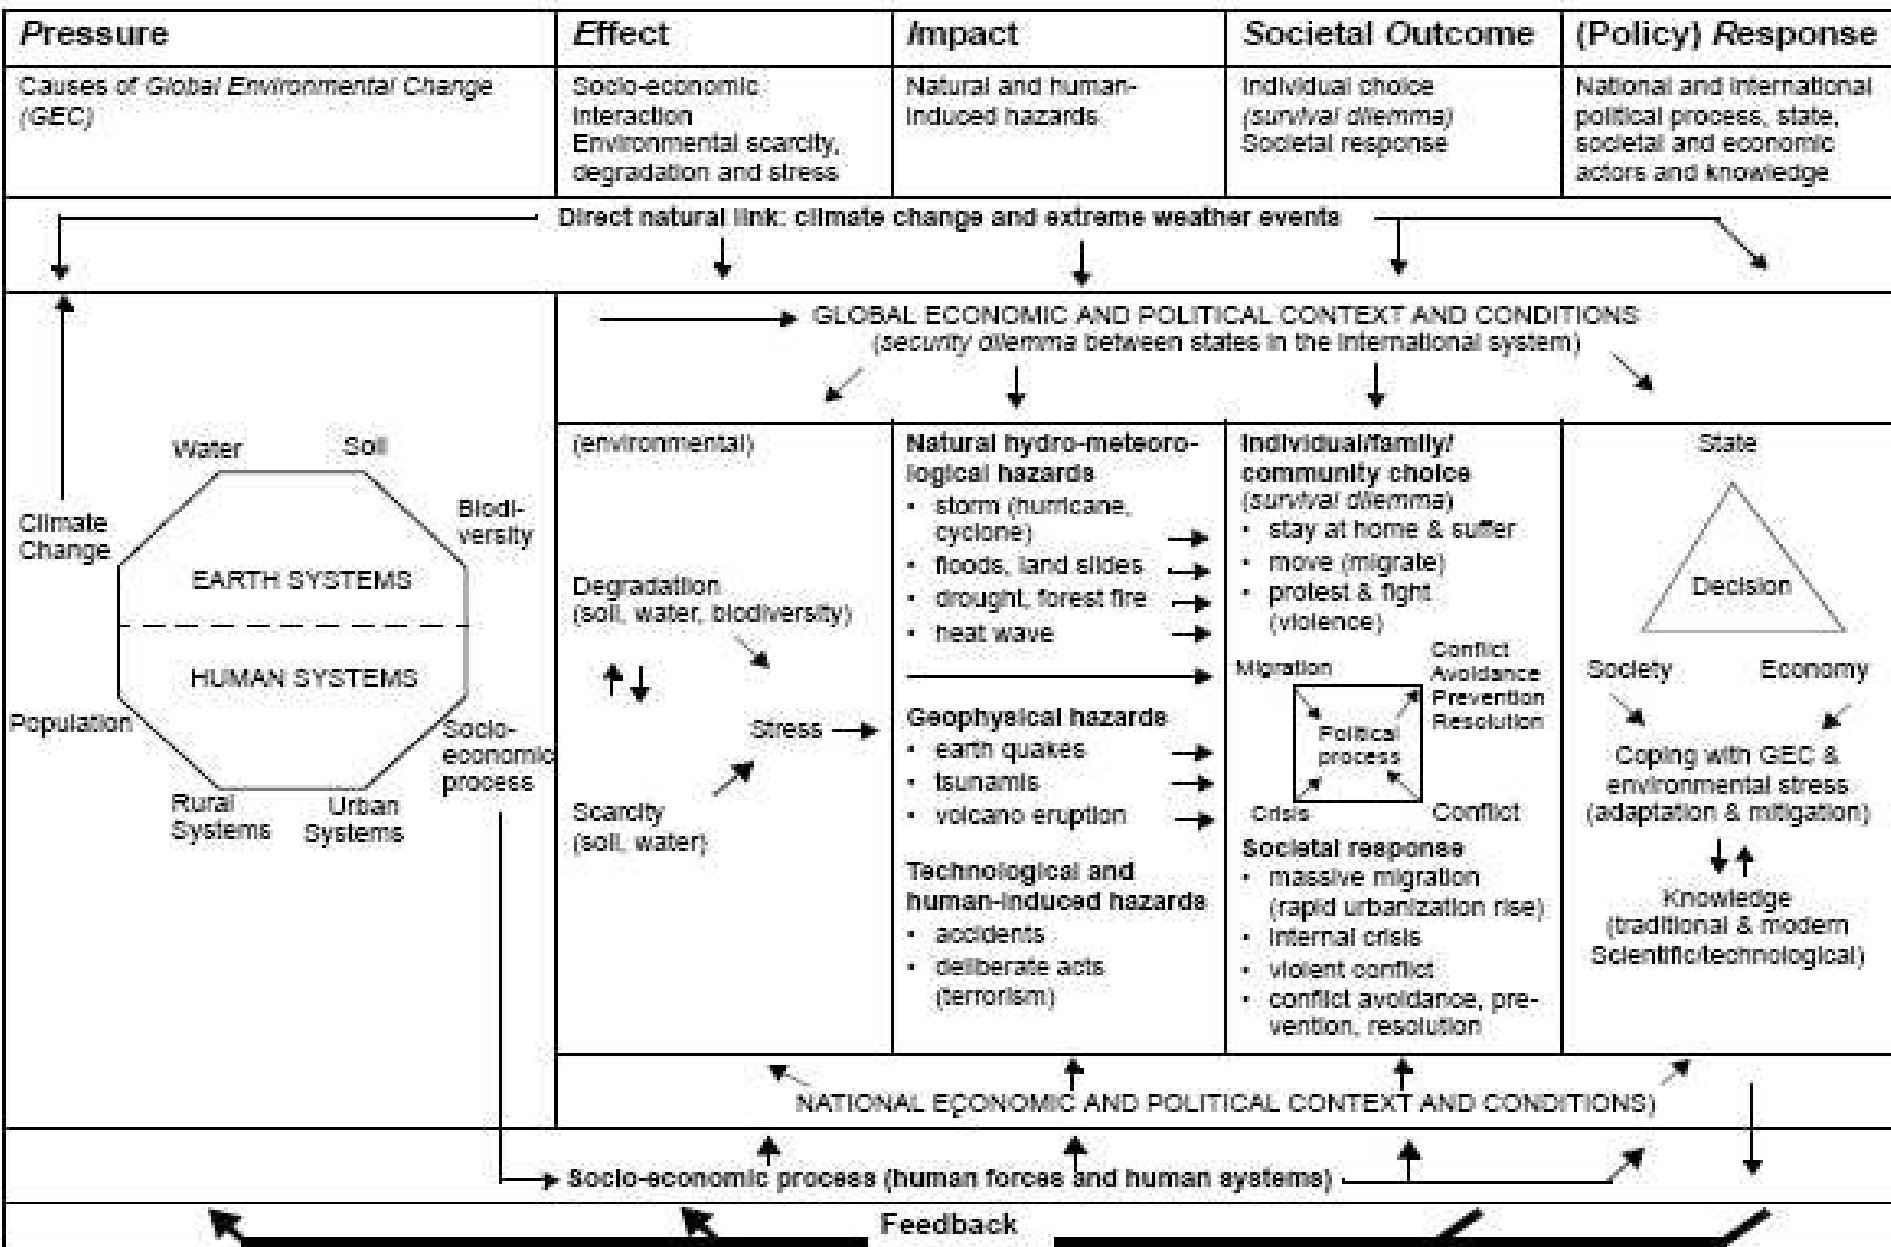 Pressure
Effect
Impact
Societal Outcome
(Policy) Response
Causes of Global Environmental Change
(GEC)
Socio-economic
interaction
Environmental scarcity,
degradation and stress
Natural and human-
induced hazards
Individual choice
(survival dilemma)
Societal response
National and international
political process, state,
societal and economic
actors and knowledge
Direct natural link: climate change and extreme weather events
GLOBAL ECONOMIC AND POLITICAL CONTEXT AND CONDITIONS
(security dilemma between states in the international system)
Water
Soil
Climate
Change
Biodi-
versity
EARTH SYSTEMS
HUMAN SYSTEMS
Population
Socio-
economic
process
Rural
Systems
Urban
Systems
(environmental)
Degradatiion
(soil, water, biodiversity)
Stress
Scarcity
(soil, water)
Natural hydro-meteoro-
logical hazards
• storm (hurricane,
cyclone)
• floods, land slides
• drought, forest fire
• heat wave
Geophysical hazards
• earth quakes
• tsunamis
• volcano eruption
Technological and
human-induced hazards
• accidents
• deliberate acts
(terrorism)
Individual/family/
community choice
(survival dilemma)
• stay at home & suffer
• move (migrate)
• protest & fight
(violence)
Migration
Conflict
Avoidance
Prevention
Resolution
Political
process
Crisis
Conflict
Societal response
• massive migration
(rapid urbanization rise)
• internal crisis
• violent conflict
• conflict avoidance, pre-
vention, resolution
State
Decision
Society
Economy
Coping with GEC &
environmental stress
(adaptation & mitigation)
Knowledge
(traditional & modern
Scientific/technological)
NATIONAL ECONOMIC AND POLITICAL CONTEXT AND CONDITIONS)
Socio-economic process (human forces and human systems)
Feedback